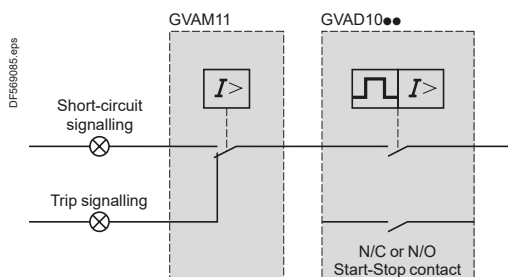 GVAM11
GVAD10●●
DF569085.eps
I>
I>
Short-circuit
signalling
Trip signalling
N/C or N/O
Start-Stop contact